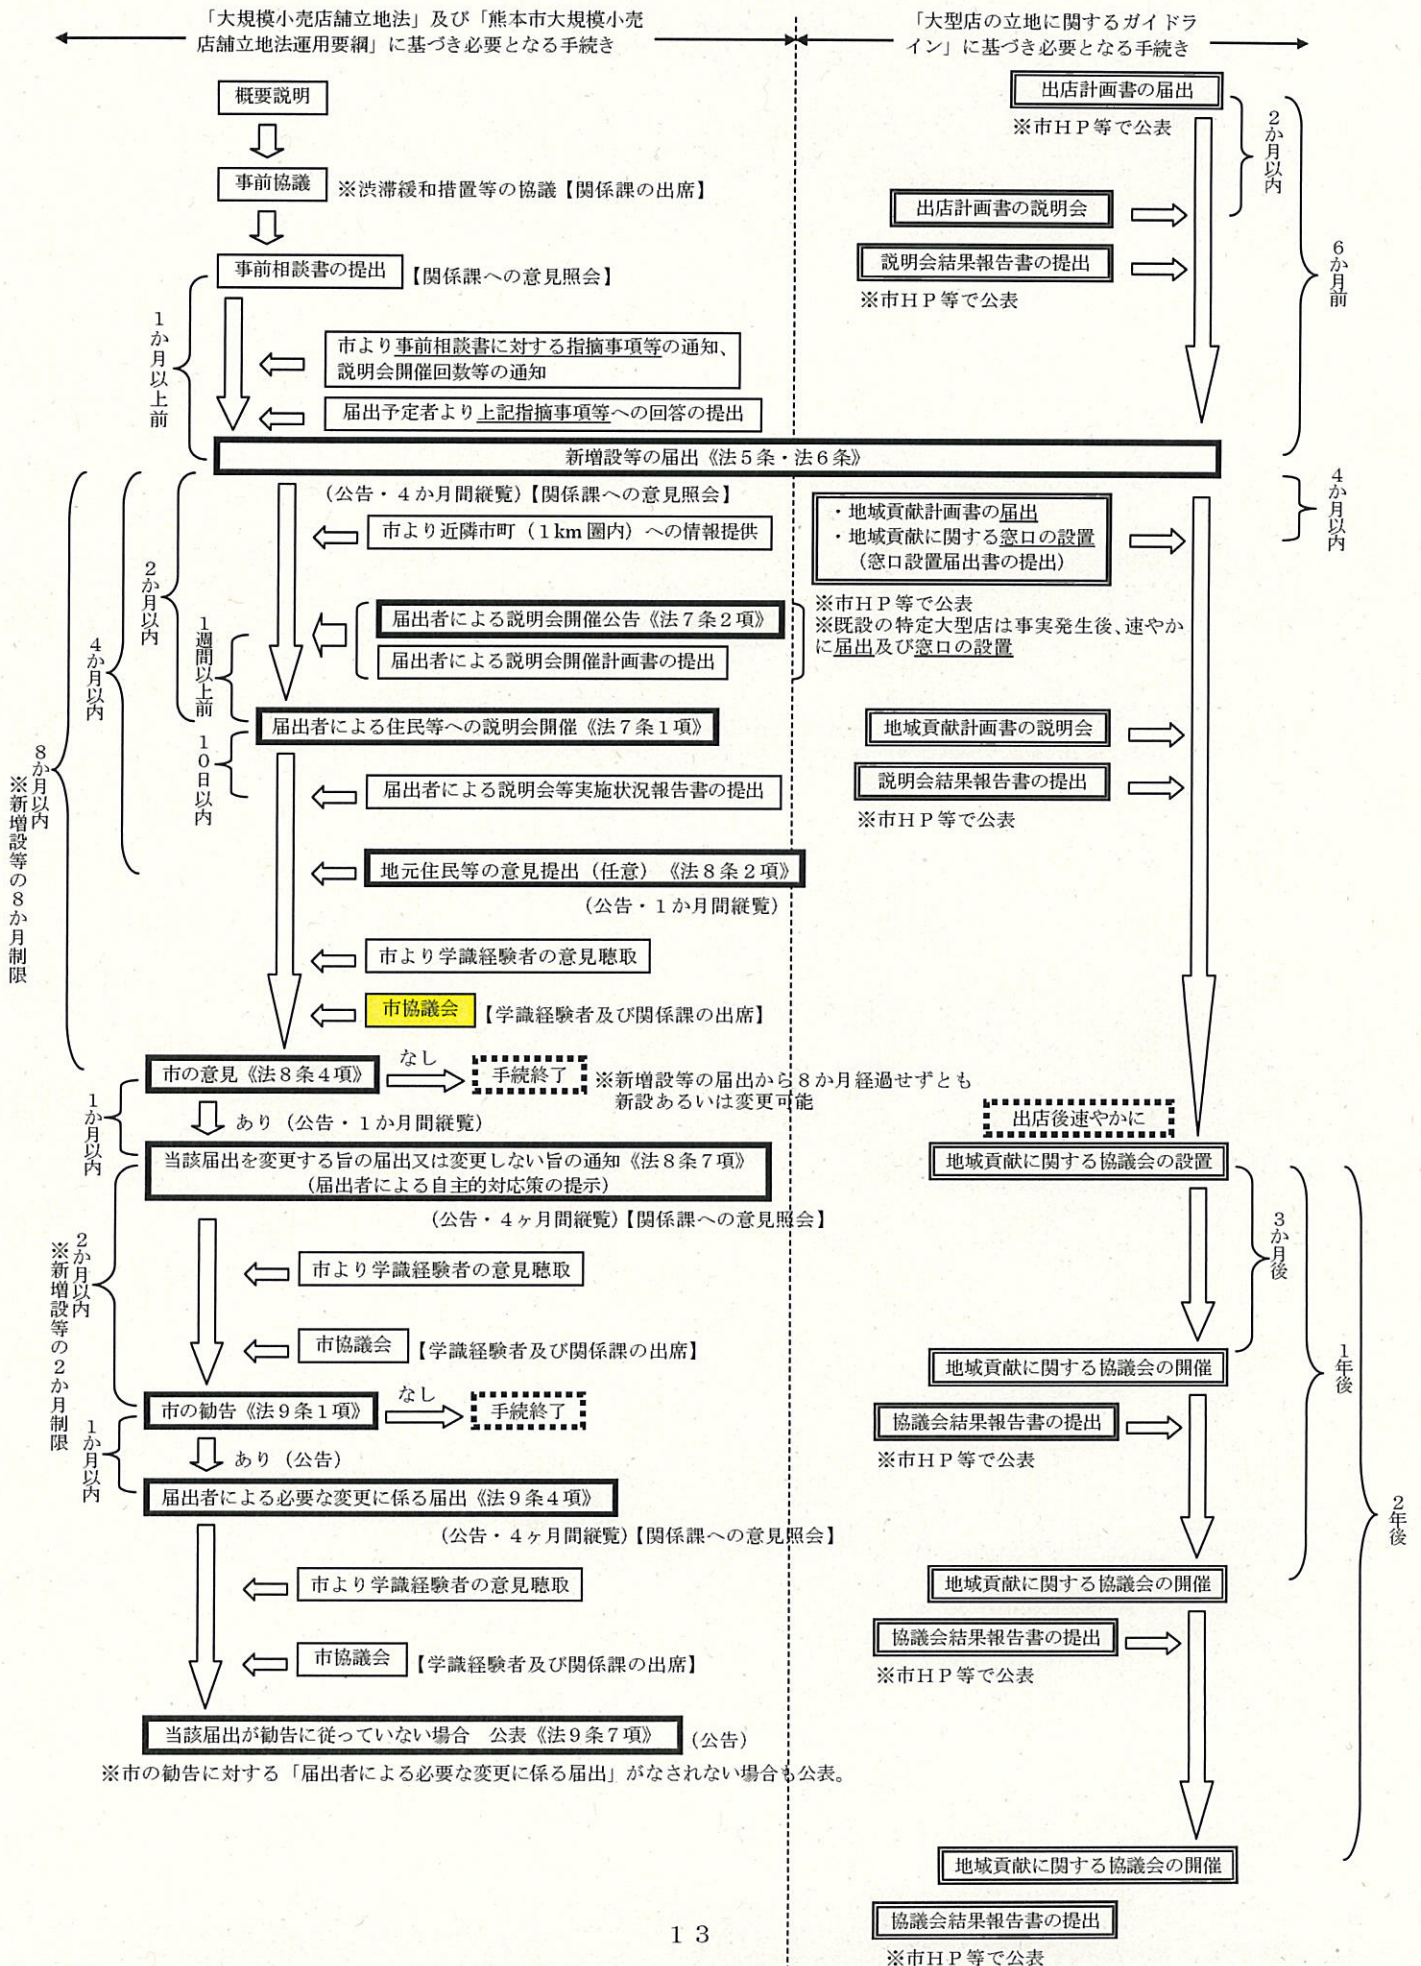 「大規模小売店舗立地法」及び「熊本市大規模小売
店舗立地法運用要綱」に基づき必要となる手続き
「大型店の立地に関するガイドラ
イン」に基づき必要となる手続き
概要説明
事前協議
※渋滞緩和措置等の協議【関係課の出席】
事前相談書の提出
【関係課への意見照会】
1か月以上前
市より事前相談書に対する指摘事項等の通知、
説明会開催回数等の通知
届出予定者より上記指摘事項等への回答の提出
出店計画書の届出
※市HP等で公表
2か月以内
出店計画書の説明会
説明会結果報告書の提出
※市HP等で公表
6か月前
新増設等の届出《法5条・法6条》
(公告・4か月間縦覧)【関係課への意見照会】
市より近隣市町(1km圏内)への情報提供
届出者による説明会開催公告《法7条2項》
届出者による説明会開催計画書の提出
1週間以上前
2か月以内
4か月以内
8か月以内
※新増設等の8か月制限
届出者による住民等への説明会開催《法7条1項》
10日以内
届出者による説明会等実施状況報告書の提出
地元住民等の意見提出(任意)《法8条2項》
(公告・1か月間縦覧)
市より学識経験者の意見聴取
市協議会
【学識経験者及び関係課の出席】
4か月以内
・地域貢献計画書の届出
・地域貢献に関する窓口の設置
(窓口設置届出書の提出)
※市HP等で公表
※既設の特定大型店は事実発生後、速やか
に届出及び窓口の設置
地域貢献計画書の説明会
説明会結果報告書の提出
※市HP等で公表
市の意見《法8条4項》
なし
手続終了
※新増設等の届出から8か月経過せずとも
新設あるいは変更可能
1か月以内
あり(公告・1か月間縦覧)
当該届出を変更する旨の届出又は変更しない旨の通知《法8条7項》
(届出者による自主的対応策の提示)
(公告・4ヶ月間縦覧)【関係課への意見照会】
2か月以内
※新増設等の2か月制限
市より学識経験者の意見聴取
市協議会
【学識経験者及び関係課の出席】
市の勧告《法9条1項》
なし
手続終了
1か月以内
あり(公告)
届出者による必要な変更に係る届出《法9条4項》
(公告・4ヶ月間縦覧)【関係課への意見照会】
市より学識経験者の意見聴取
市協議会
【学識経験者及び関係課の出席】
当該届出が勧告に従っていない場合 公表《法9条7項》
(公告)
※市の勧告に対する「届出者による必要な変更に係る届出」がなされない場合も公表。
出店後速やかに
地域貢献に関する協議会の設置
3か月後
地域貢献に関する協議会の開催
1年後
協議会結果報告書の提出
※市HP等で公表
2年後
地域貢献に関する協議会の開催
協議会結果報告書の提出
※市HP等で公表
地域貢献に関する協議会の開催
協議会結果報告書の提出
※市HP等で公表
13